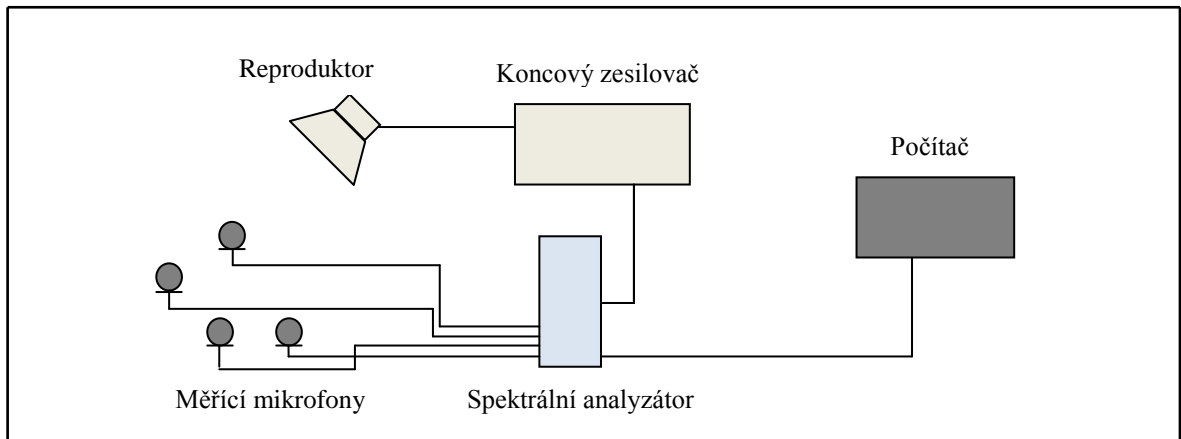 Reproduktor
Koncový zesilovač
Počítač
Měřící mikrofony
Spektrální analyzátor